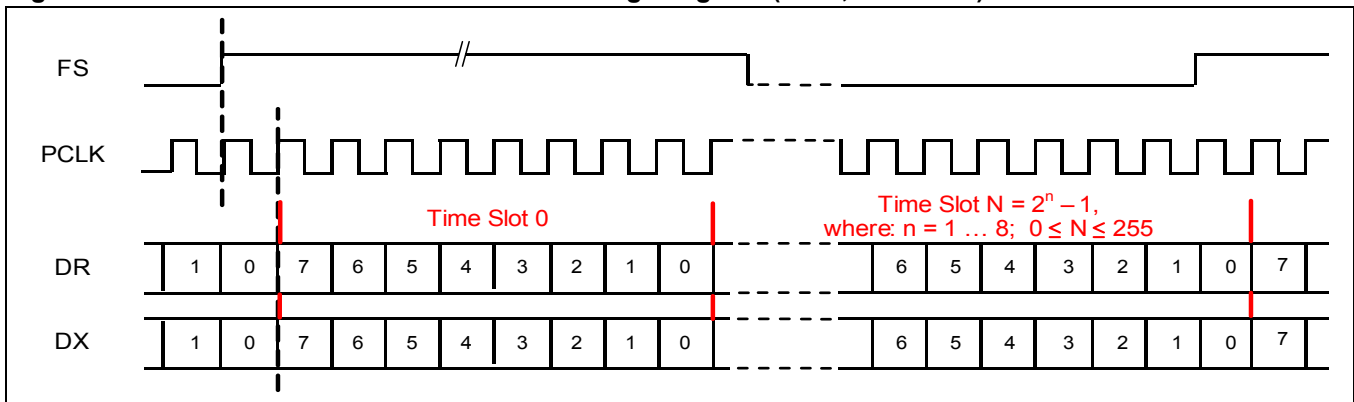 FS
PCLK
Time Slot 0
Time Slot N = 2ⁿ – 1,
where: n = 1 … 8; 0 ≤ N ≤ 255
DR 1 0 7 6 5 4 3 2 1 0 6 5 4 3 2 1 0 7
DX 1 0 7 6 5 4 3 2 1 0 6 5 4 3 2 1 0 7